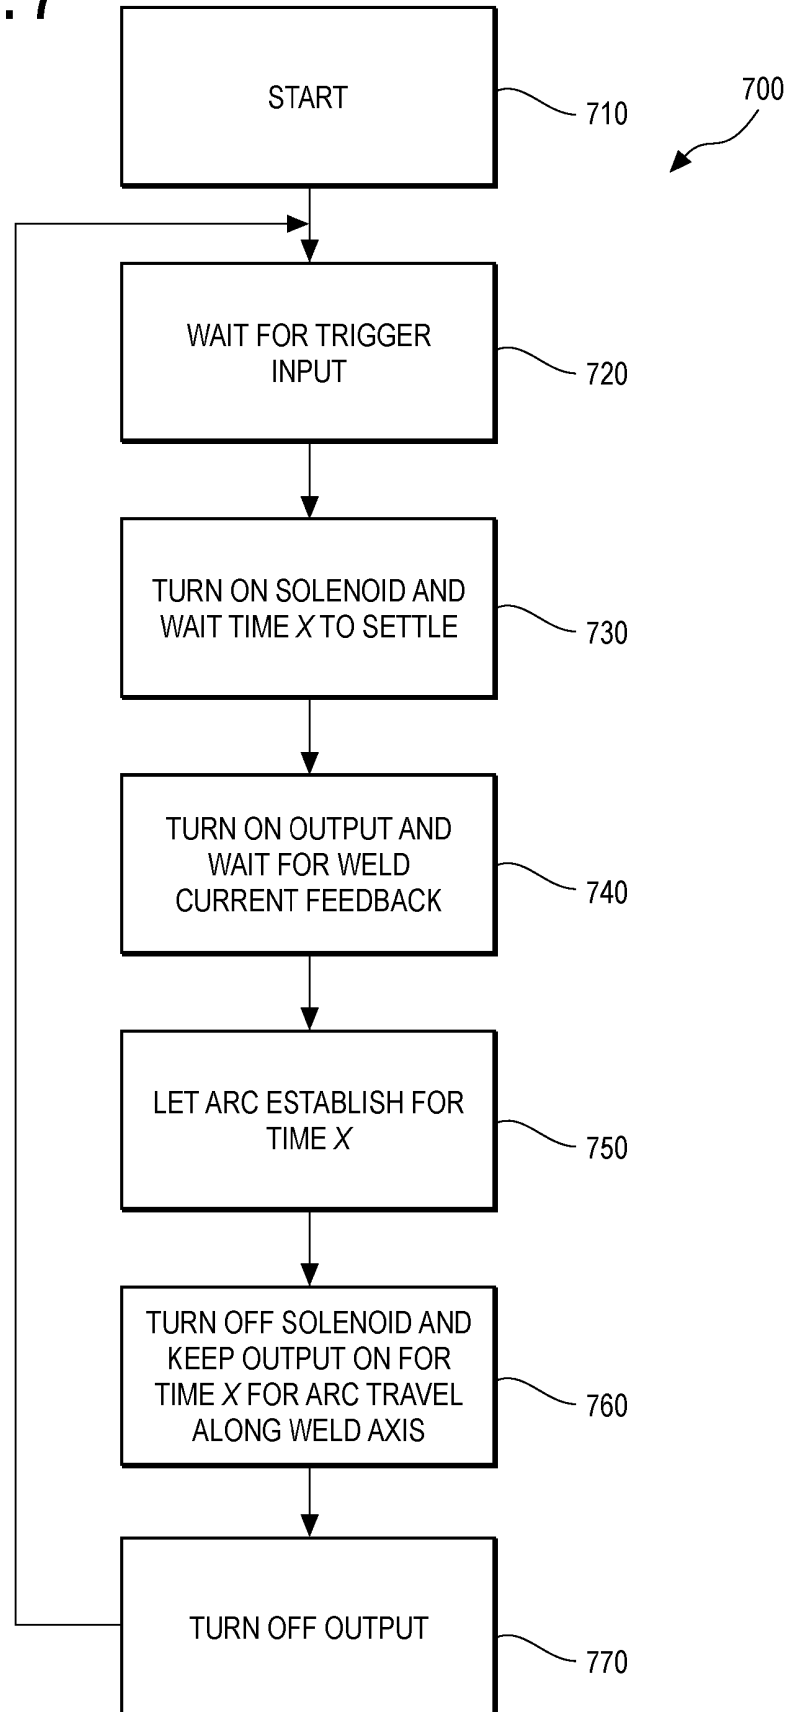 . 7
START
710
700
WAIT FOR TRIGGER
INPUT
720
TURN ON SOLENOID AND
WAIT TIME X TO SETTLE
730
TURN ON OUTPUT AND
WAIT FOR WELD
CURRENT FEEDBACK
740
LET ARC ESTABLISH FOR
TIME X
750
TURN OFF SOLENOID AND
KEEP OUTPUT ON FOR
TIME X FOR ARC TRAVEL
ALONG WELD AXIS
760
TURN OFF OUTPUT
770